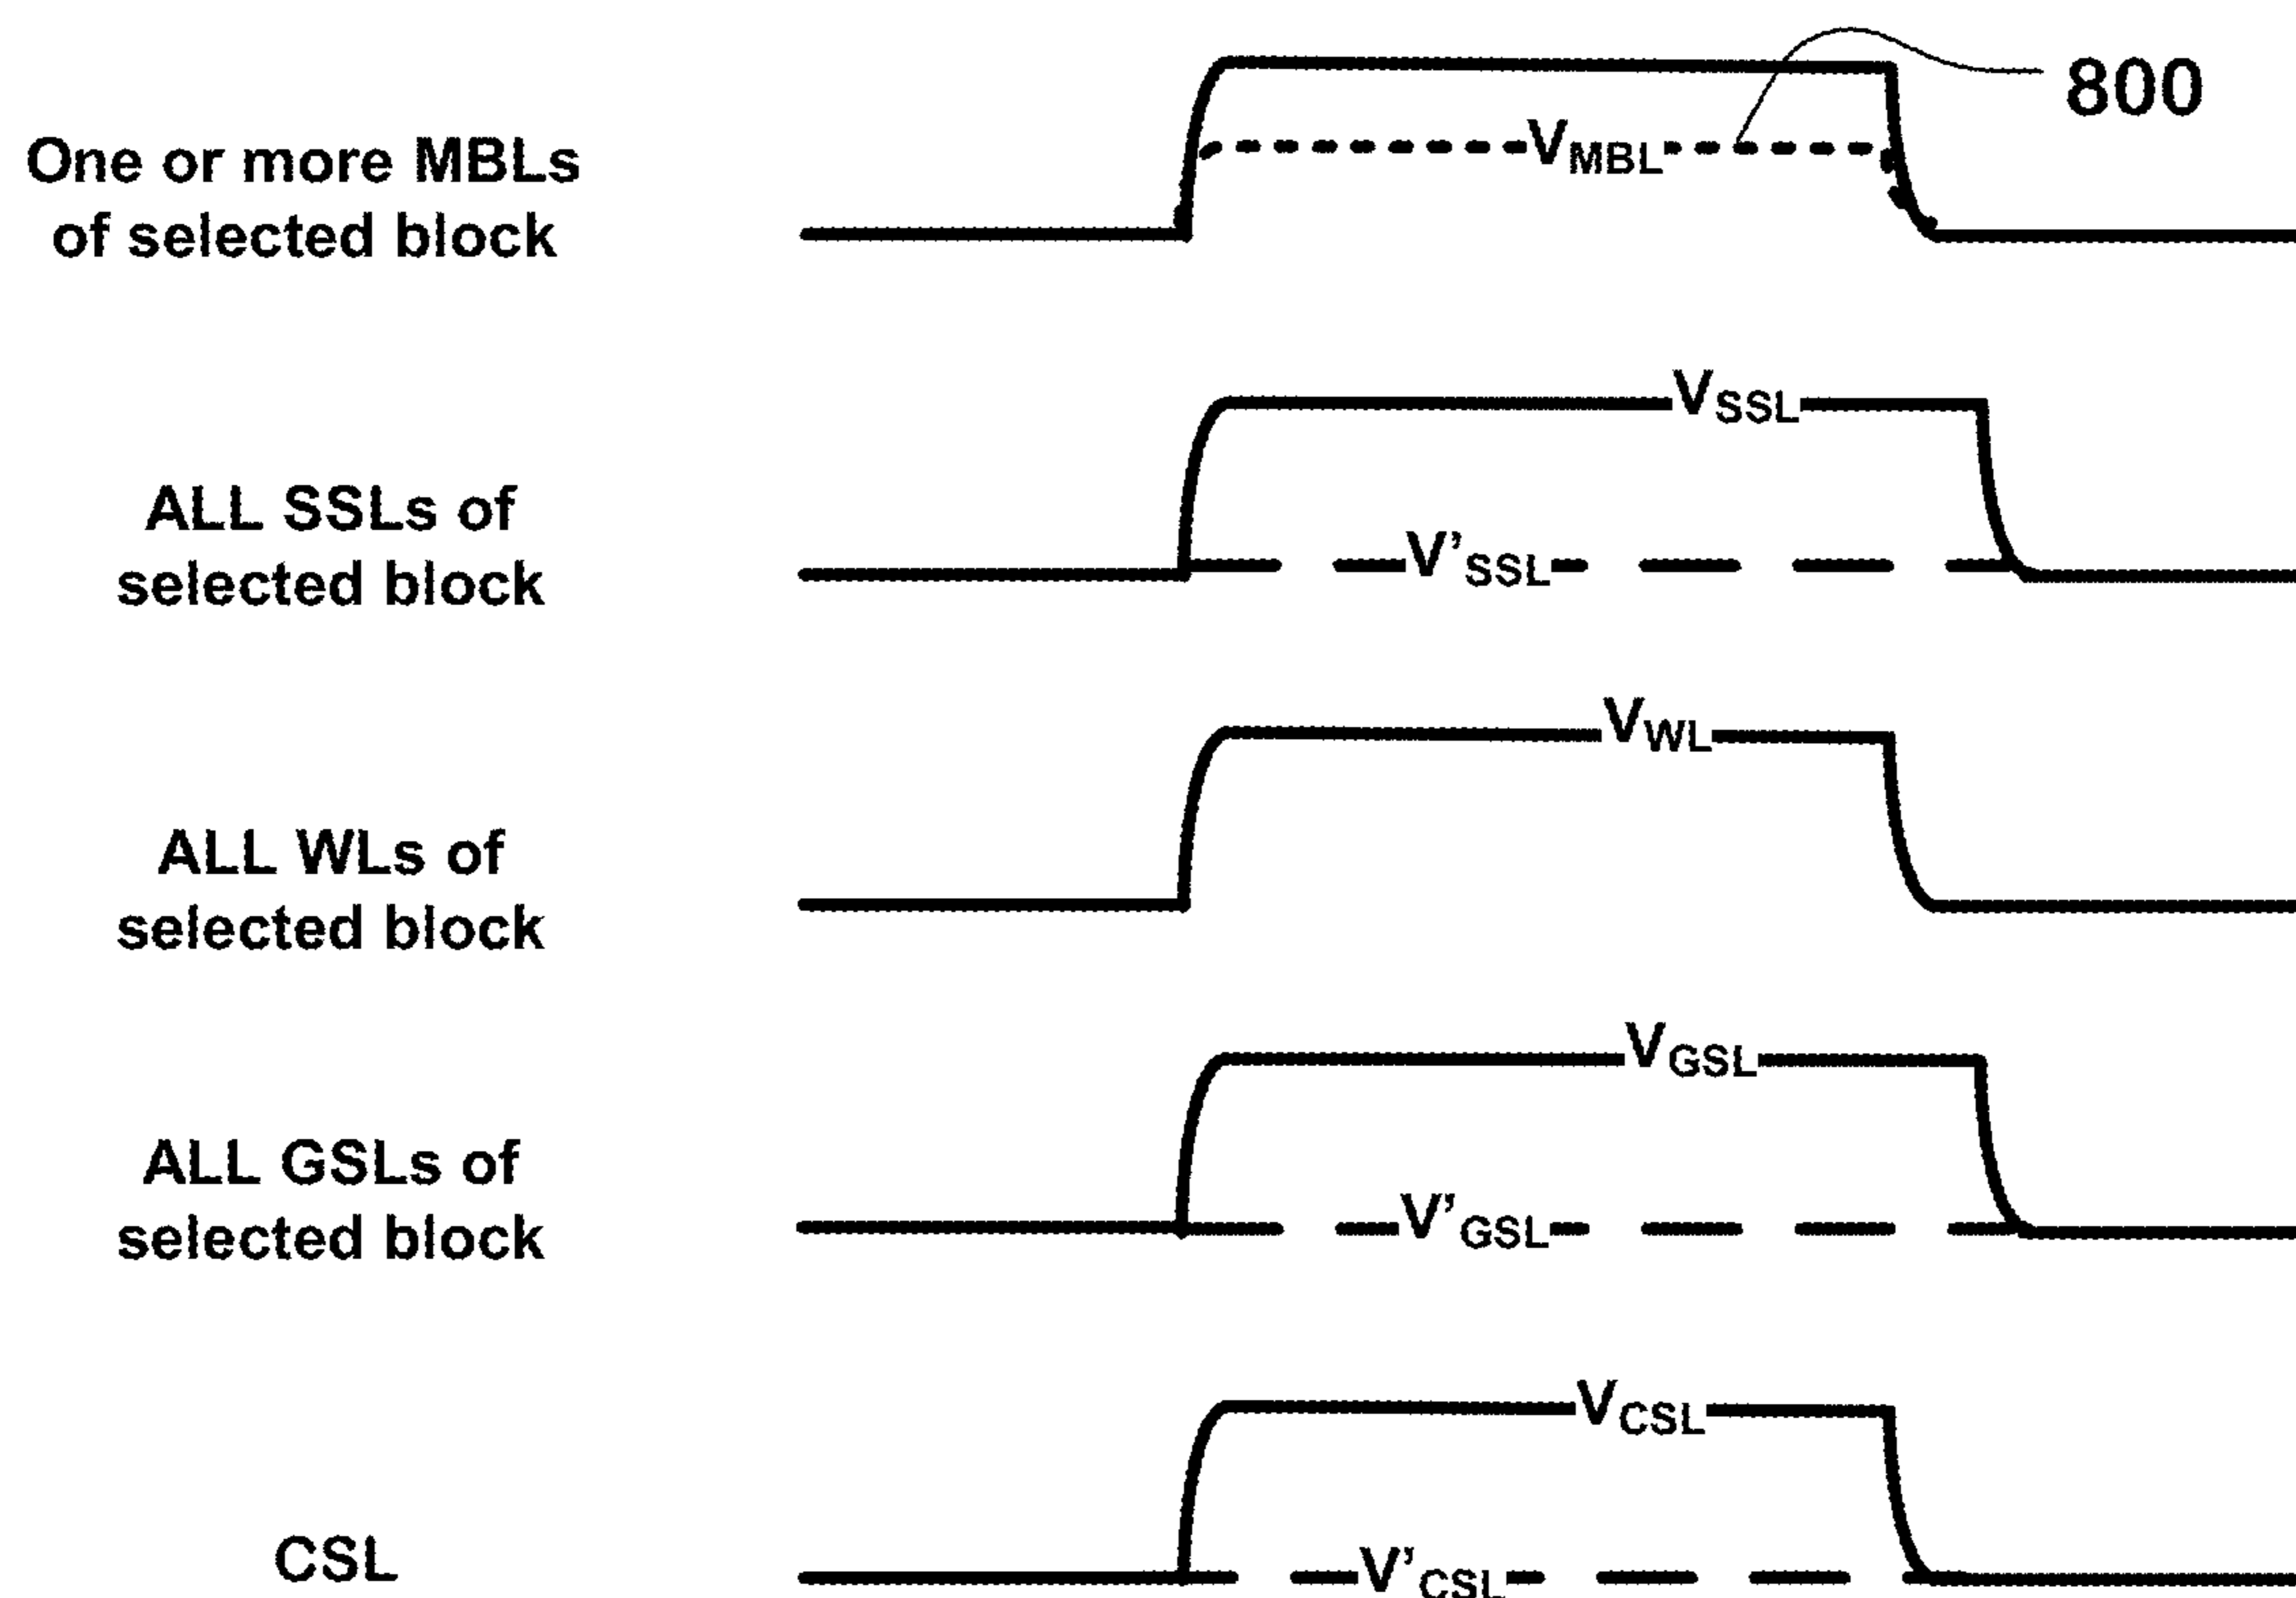 800
One or more MBLs
of selected block
VMBL
VSSL
ALL SSLs of
selected block
V'SSL
VWL
ALL WLs of
selected block
VGSL
ALL GSLs of
selected block
V'GSL
VCSL
CSL
V'CSL